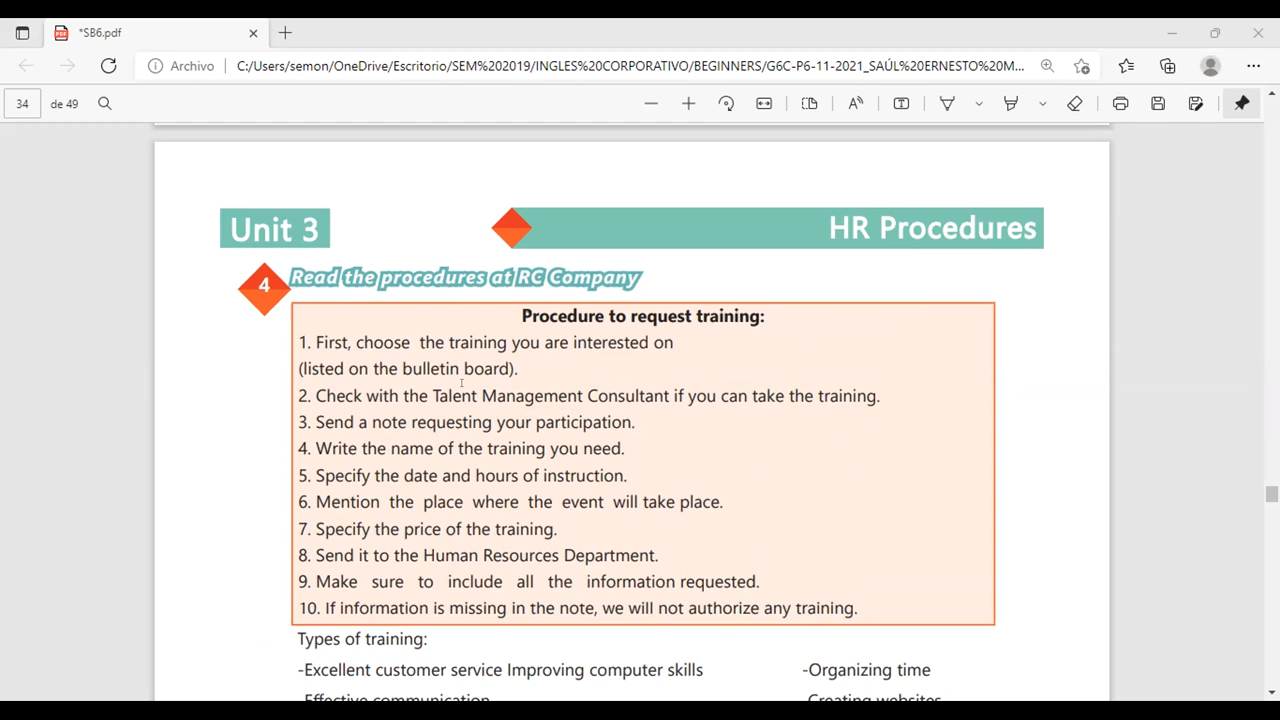 *SB6.pdf
Archivo C:/Users/semon/OneDrive/Escritorio/SEM%202019/INGLES%20CORPORATIVO/BEGINNERS/G6C-P6-11-2021_SAÚL%20ERNESTO%20M...
34 de 49
Unit 3 HR Procedures
4 Read the procedures at RC Company
Procedure to request training:
1. First, choose the training you are interested on
(listed on the bulletin board).
2. Check with the Talent Management Consultant if you can take the training.
3. Send a note requesting your participation.
4. Write the name of the training you need.
5. Specify the date and hours of instruction.
6. Mention the place where the event will take place.
7. Specify the price of the training.
8. Send it to the Human Resources Department.
9. Make sure to include all the information requested.
10. If information is missing in the note, we will not authorize any training.
Types of training:
-Excellent customer service Improving computer skills -Organizing time
-Effective communication -Creating websites